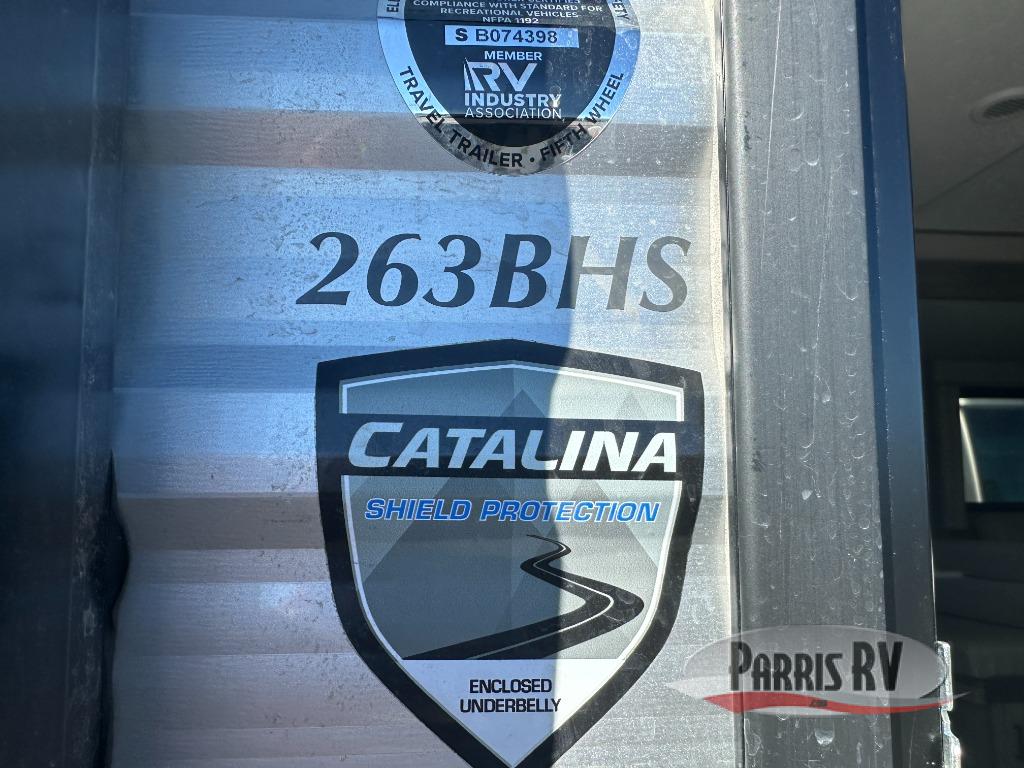 COMPLIANCE WITH STANDARD FOR
RECREATIONAL VEHICLES
NFPA 1192
S B074398
MEMBER
RV
INDUSTRY
ASSOCIATION
TRAVEL TRAILER • FIFTH WHEEL
263BHS
CATALINA
SHIELD PROTECTION
ENCLOSED
UNDERBELLY
PARRIS RV